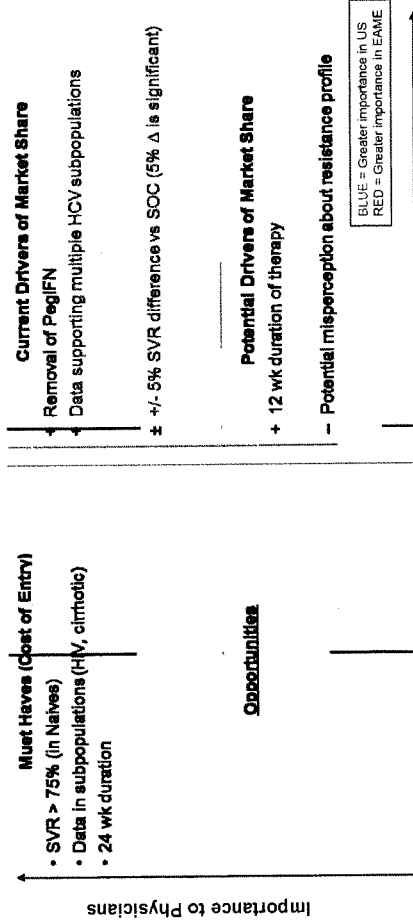 Must Haves (Cost of Entry)
• SVR > 75% (in Naives)
• Data in subpopulations (HIV, cirrhotic)
• 24 wk duration
Current Drivers of Market Share
+ Removal of PegIFN
+ Data supporting multiple HCV subpopulations
± +/- 5% SVR difference vs SOC (5% Δ is significant)
Opportunities
Potential Drivers of Market Share
+ 12 wk duration of therapy
– Potential misperception about resistance profile
BLUE = Greater importance in US
RED = Greater importance in EAME
Importance to Physicians